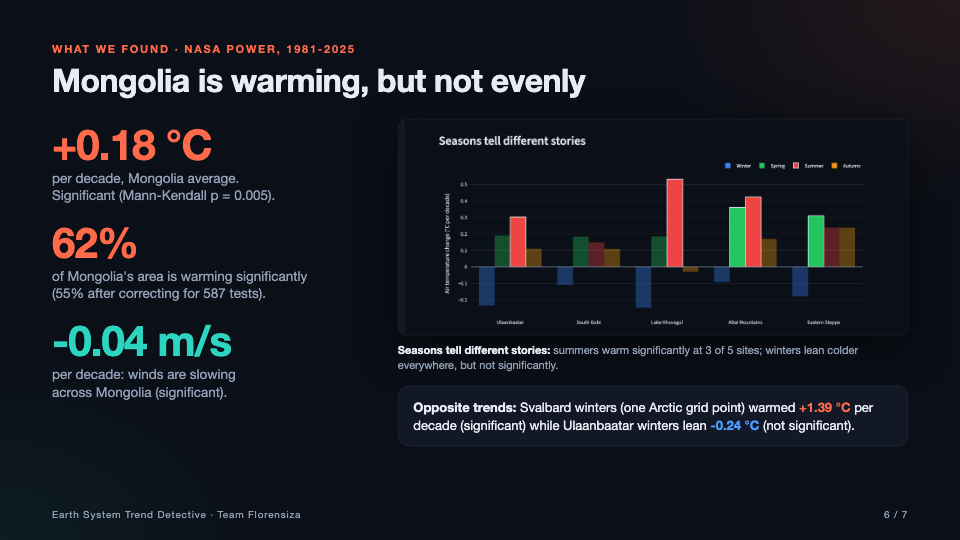 WHAT WE FOUND · NASA POWER, 1981-2025
Mongolia is warming, but not evenly
+0.18 °C
per decade, Mongolia average.
Significant (Mann-Kendall p = 0.005).
62%
of Mongolia's area is warming significantly
(55% after correcting for 587 tests).
-0.04 m/s
per decade: winds are slowing
across Mongolia (significant).
Seasons tell different stories
Winter Spring Summer Autumn
Air temperature change (°C per decade)
0.5
0.4
0.3
0.2
0.1
0
−0.1
−0.2
Ulaanbaatar South Gobi Lake Khuvsgul Altai Mountains Eastern Steppe
Seasons tell different stories: summers warm significantly at 3 of 5 sites; winters lean colder
everywhere, but not significantly.
Opposite trends: Svalbard winters (one Arctic grid point) warmed +1.39 °C per
decade (significant) while Ulaanbaatar winters lean -0.24 °C (not significant).
Earth System Trend Detective · Team Florensiza
6 / 7